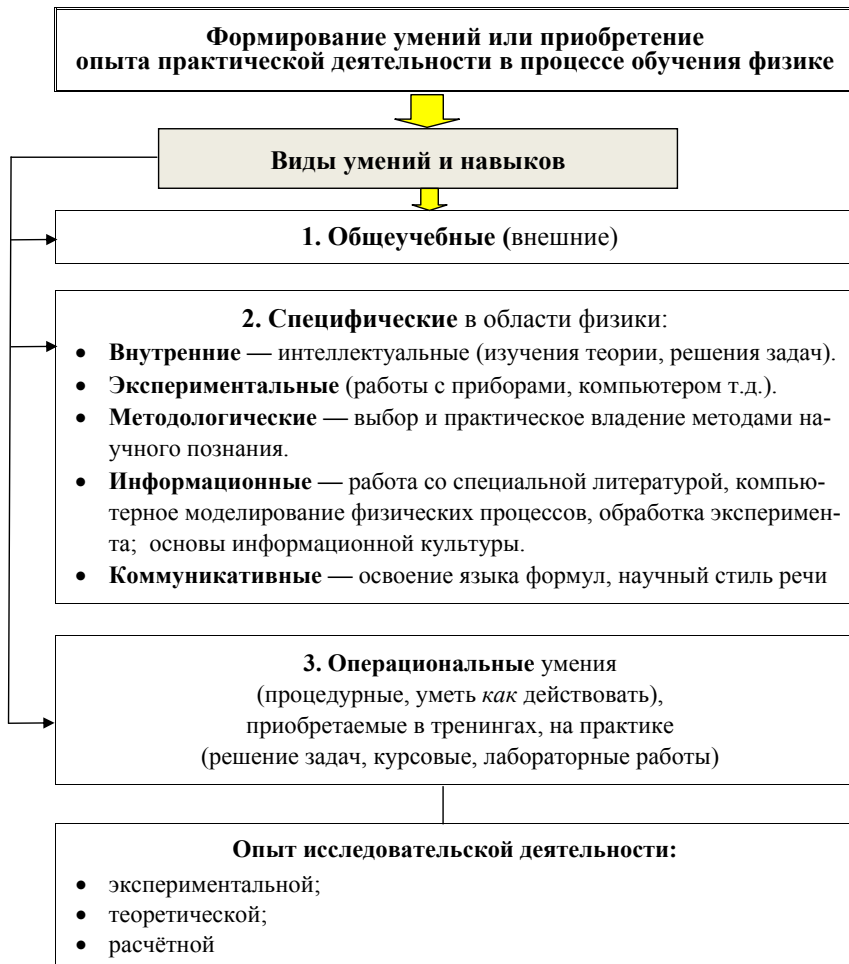 Формирование умений или приобретение
опыта практической деятельности в процессе обучения физике
Виды умений и навыков
1. Общеучебные (внешние)
2. Специфические в области физики:
• Внутренние — интеллектуальные (изучения теории, решения задач).
• Экспериментальные (работы с приборами, компьютером т.д.).
• Методологические — выбор и практическое владение методами на-
учного познания.
• Информационные — работа со специальной литературой, компью-
терное моделирование физических процессов, обработка эксперимен-
та; основы информационной культуры.
• Коммуникативные — освоение языка формул, научный стиль речи
3. Операциональные умения
(процедурные, уметь как действовать),
приобретаемые в тренингах, на практике
(решение задач, курсовые, лабораторные работы)
Опыт исследовательской деятельности:
• экспериментальной;
• теоретической;
• расчётной